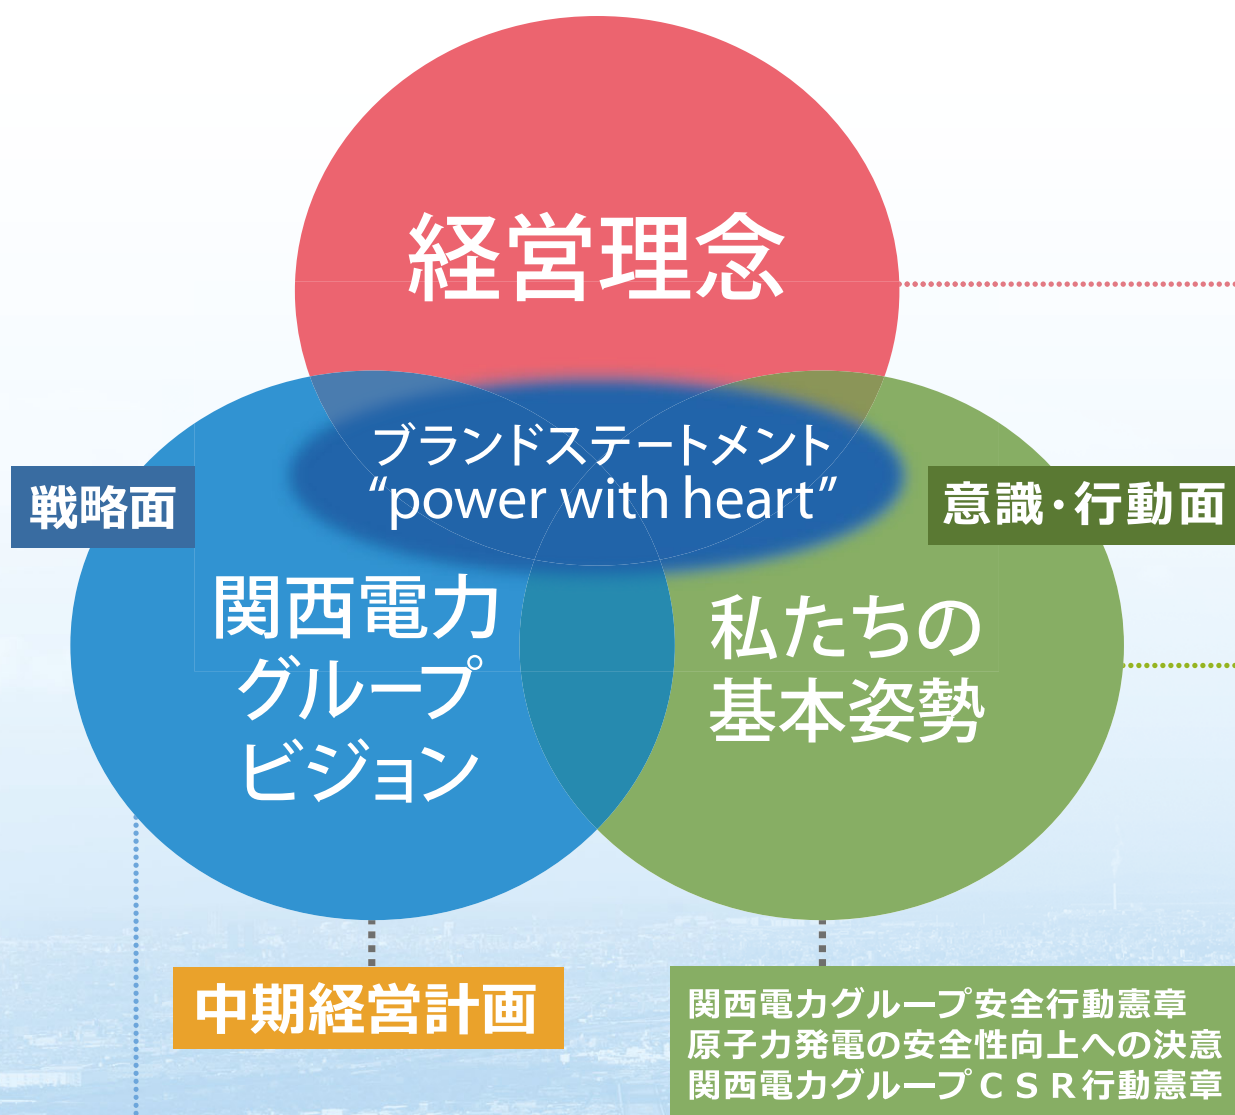 経営理念
ブランドステートメント
“power with heart”
戦略面
意識・行動面
関西電力
グループ
ビジョン
私たちの
基本姿勢
中期経営計画
関西電力グループ安全行動憲章
原子力発電の安全性向上への決意
関西電力グループＣＳＲ行動憲章